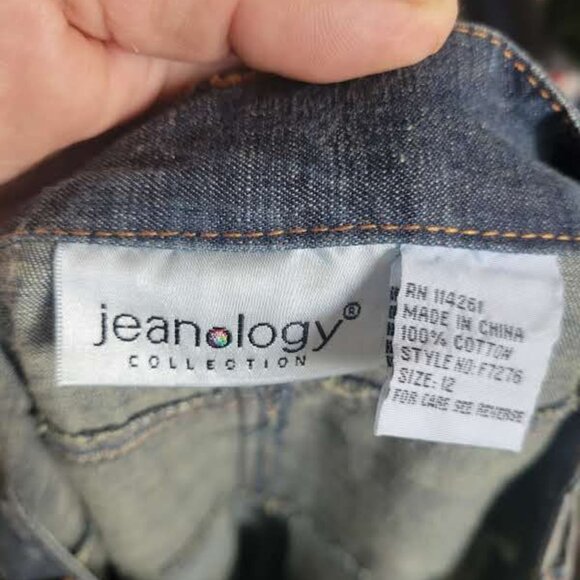 jeanology®
COLLECTION
RN 114261
MADE IN CHINA
100% COTTON
STYLE NO: F7276
SIZE: 12
FOR CARE SEE REVERSE